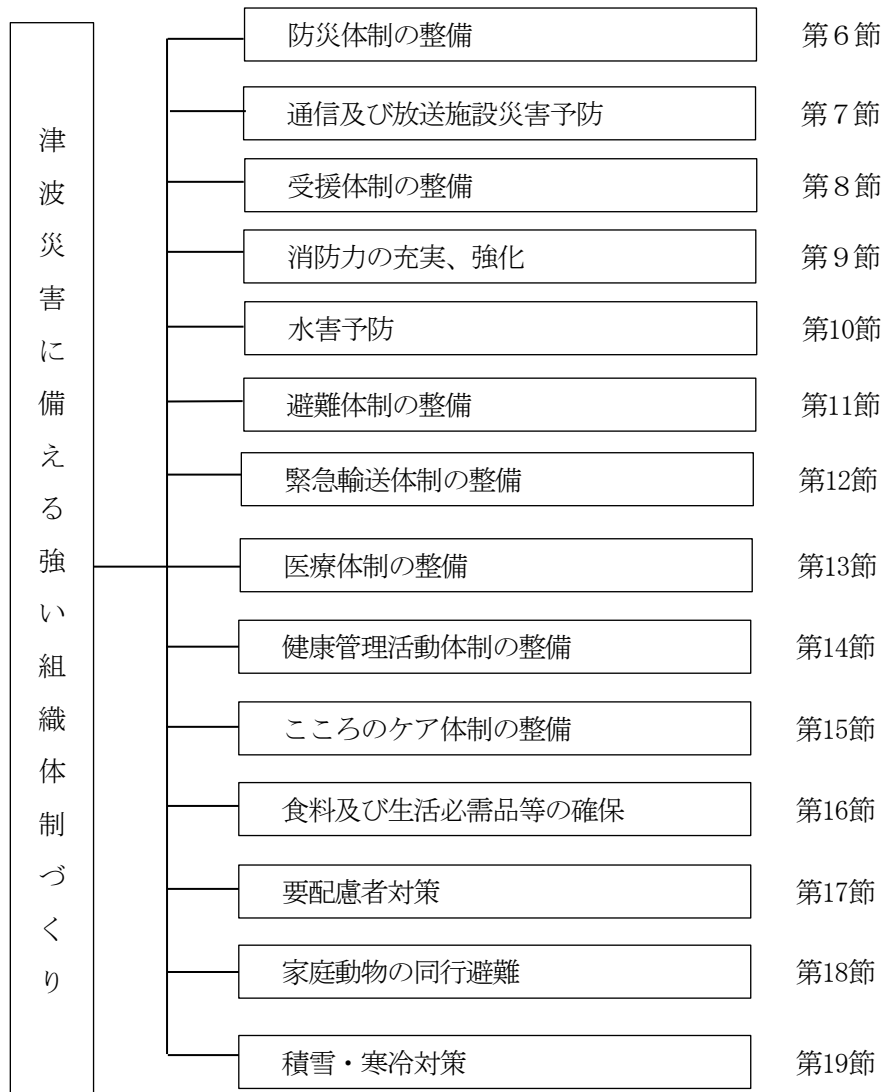 津波災害に備える強い組織体制づくり
防災体制の整備 第６節
通信及び放送施設災害予防 第７節
受援体制の整備 第８節
消防力の充実、強化 第９節
水害予防 第10節
避難体制の整備 第11節
緊急輸送体制の整備 第12節
医療体制の整備 第13節
健康管理活動体制の整備 第14節
こころのケア体制の整備 第15節
食料及び生活必需品等の確保 第16節
要配慮者対策 第17節
家庭動物の同行避難 第18節
積雪・寒冷対策 第19節